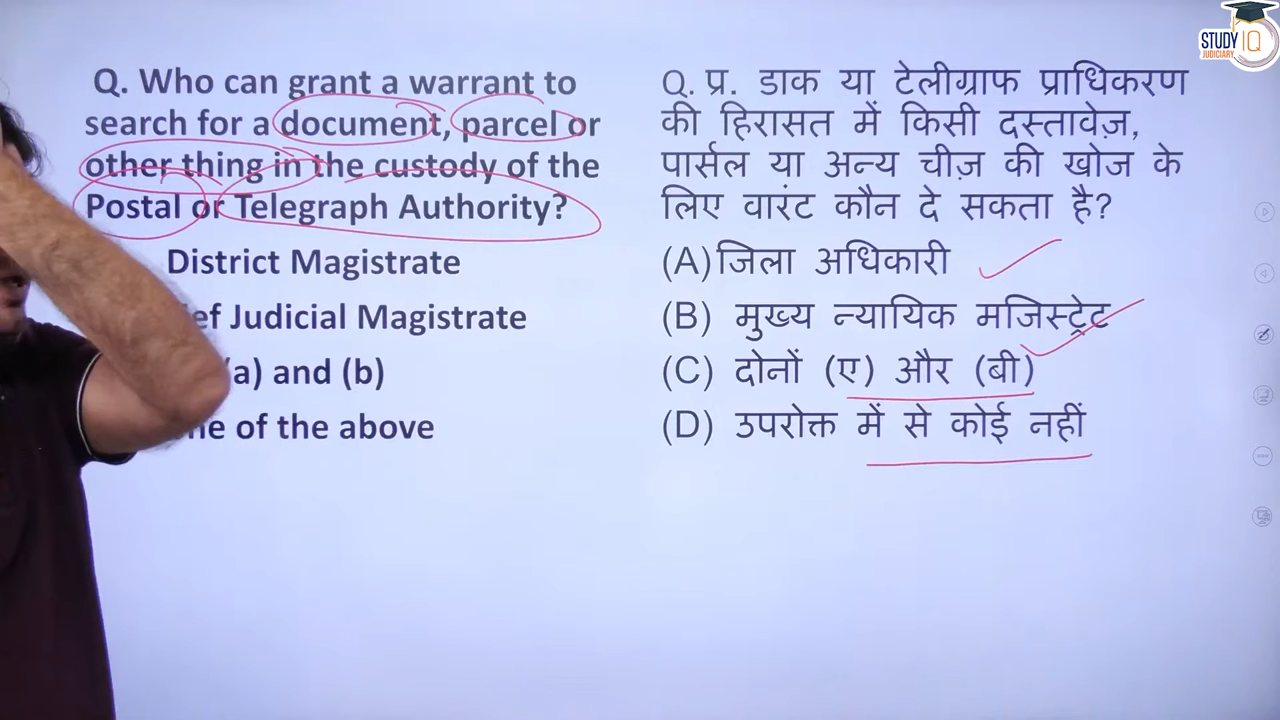 STUDY IQ
JUDICIARY
Q. Who can grant a warrant to
search for a document, parcel or
other thing in the custody of the
Postal or Telegraph Authority?
District Magistrate
Judicial Magistrate
(a) and (b)
of the above
Q. प्र. डाक या टेलीग्राफ प्राधिकरण
की हिरासत में किसी दस्तावेज़,
पार्सल या अन्य चीज़ की खोज के
लिए वारंट कौन दे सकता है?
(A) जिला अधिकारी
(B) मुख्य न्यायिक मजिस्ट्रेट
(C) दोनों (ए) और (बी)
(D) उपरोक्त में से कोई नहीं